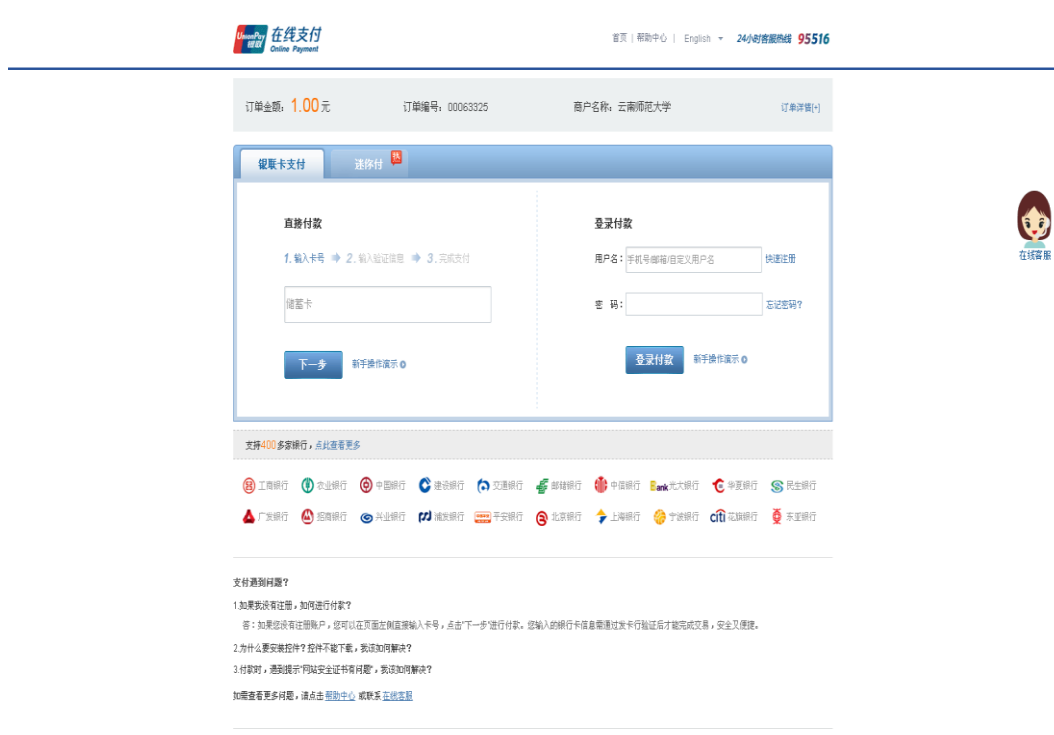 UnionPay 银联 在线支付 Online Payment
首页 | 帮助中心 | English 24小时客服热线 95516
订单金额：1.00元 订单编号：00063325 商户名称：云南师范大学 订单详情[+]
银联卡支付 迷你付 热
直接付款 登录付款
1.输入卡号 2.输入验证信息 3.完成支付
用户名：手机号/邮箱/自定义用户名 快速注册
在线客服
储蓄卡
密 码： 忘记密码?
下一步 新手操作演示
登录付款 新手操作演示
支持400多家银行，点此查看更多
工商银行 农业银行 中国银行 建设银行 交通银行 邮储银行 中信银行 Bank光大银行 华夏银行 民生银行
广发银行 招商银行 兴业银行 浦发银行 平安银行 北京银行 上海银行 宁波银行 citi花旗银行 东亚银行
支付遇到问题?
1.如果我没有注册，如何进行付款?
答：如果您没有注册账户，您可以在页面左侧直接输入卡号，点击"下一步"进行付款。您输入的银行卡信息需通过发卡行验证后才能完成交易，安全又便捷。
2.为什么要安装控件? 控件不能下载，我该如何解决?
3.付款时，遇到提示"网站安全证书有问题"，我该如何解决?
如需查看更多问题，请点击 帮助中心 或联系 在线客服